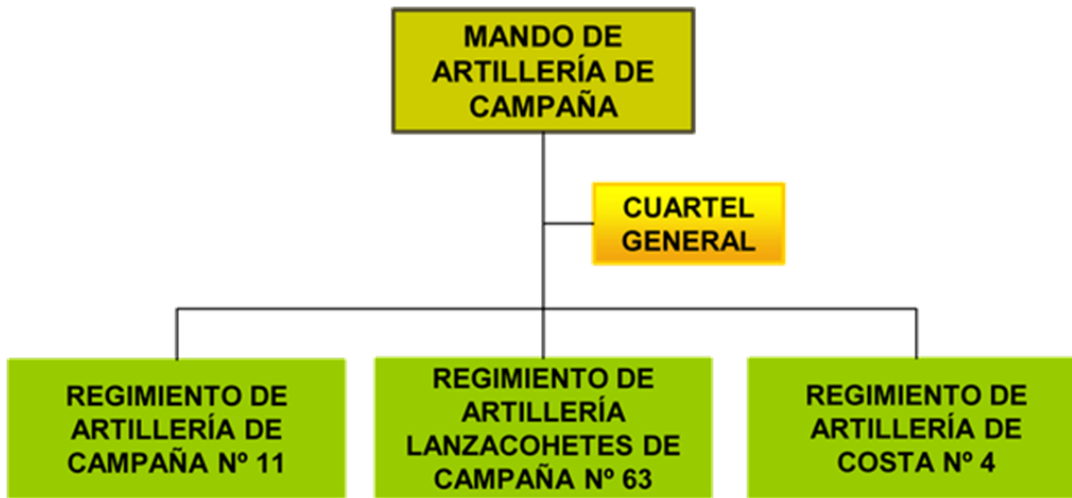 MANDO DE
ARTILLERÍA DE
CAMPAÑA
CUARTEL
GENERAL
REGIMIENTO DE
ARTILLERÍA DE
CAMPAÑA Nº 11
REGIMIENTO DE
ARTILLERÍA
LANZACOHETES DE
CAMPAÑA Nº 63
REGIMIENTO DE
ARTILLERÍA DE
COSTA Nº 4